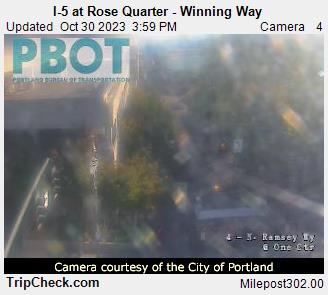 I-5 at Rose Quarter - Winning Way
Updated Oct 30 2023 3:59 PM Camera 4
PBOT
PORTLAND BUREAU OF TRANSPORTATION
4 - N. Ramsey Wy
@ One Ctr
Camera courtesy of the City of Portland
TripCheck.com Milepost302.00